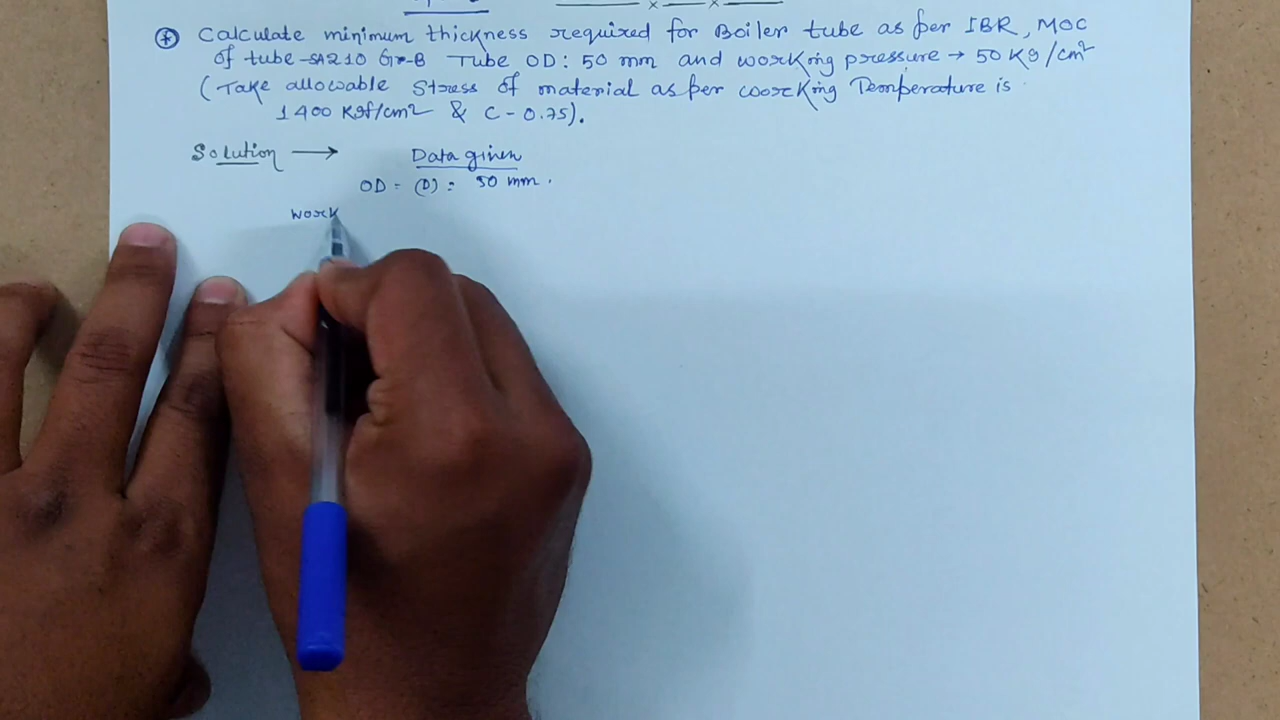 Calculate minimum thickness required for Boiler tube as per IBR, MOC
of tube-SA210 Gr-B Tube OD: 50 mm and working pressure → 50 Kg/cm²
(Take allowable Stress of material as per working Temperature is
1400 Kgf/cm² & C - 0.75).
Solution → Data given
OD = (D) = 50 mm.
Work